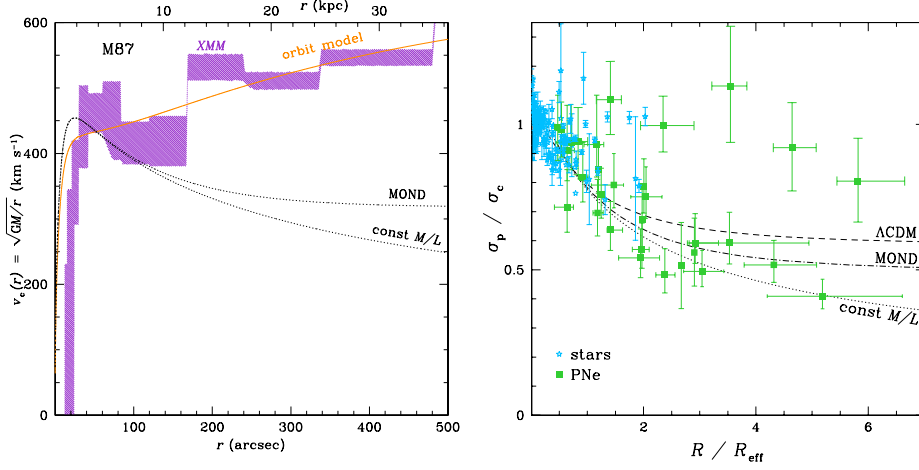 r (kpc)
0 10 20 30
600
400
200
0
v_c(r) = √GM/r (km s⁻¹)
M87
XMM
orbit model
MOND
const M/L
100 200 300 400 500
r (arcsec)
1
0.5
0
σ_p / σ_c
ΛCDM
MOND
const M/L
stars
PNe
2 4 6
R / R_eff